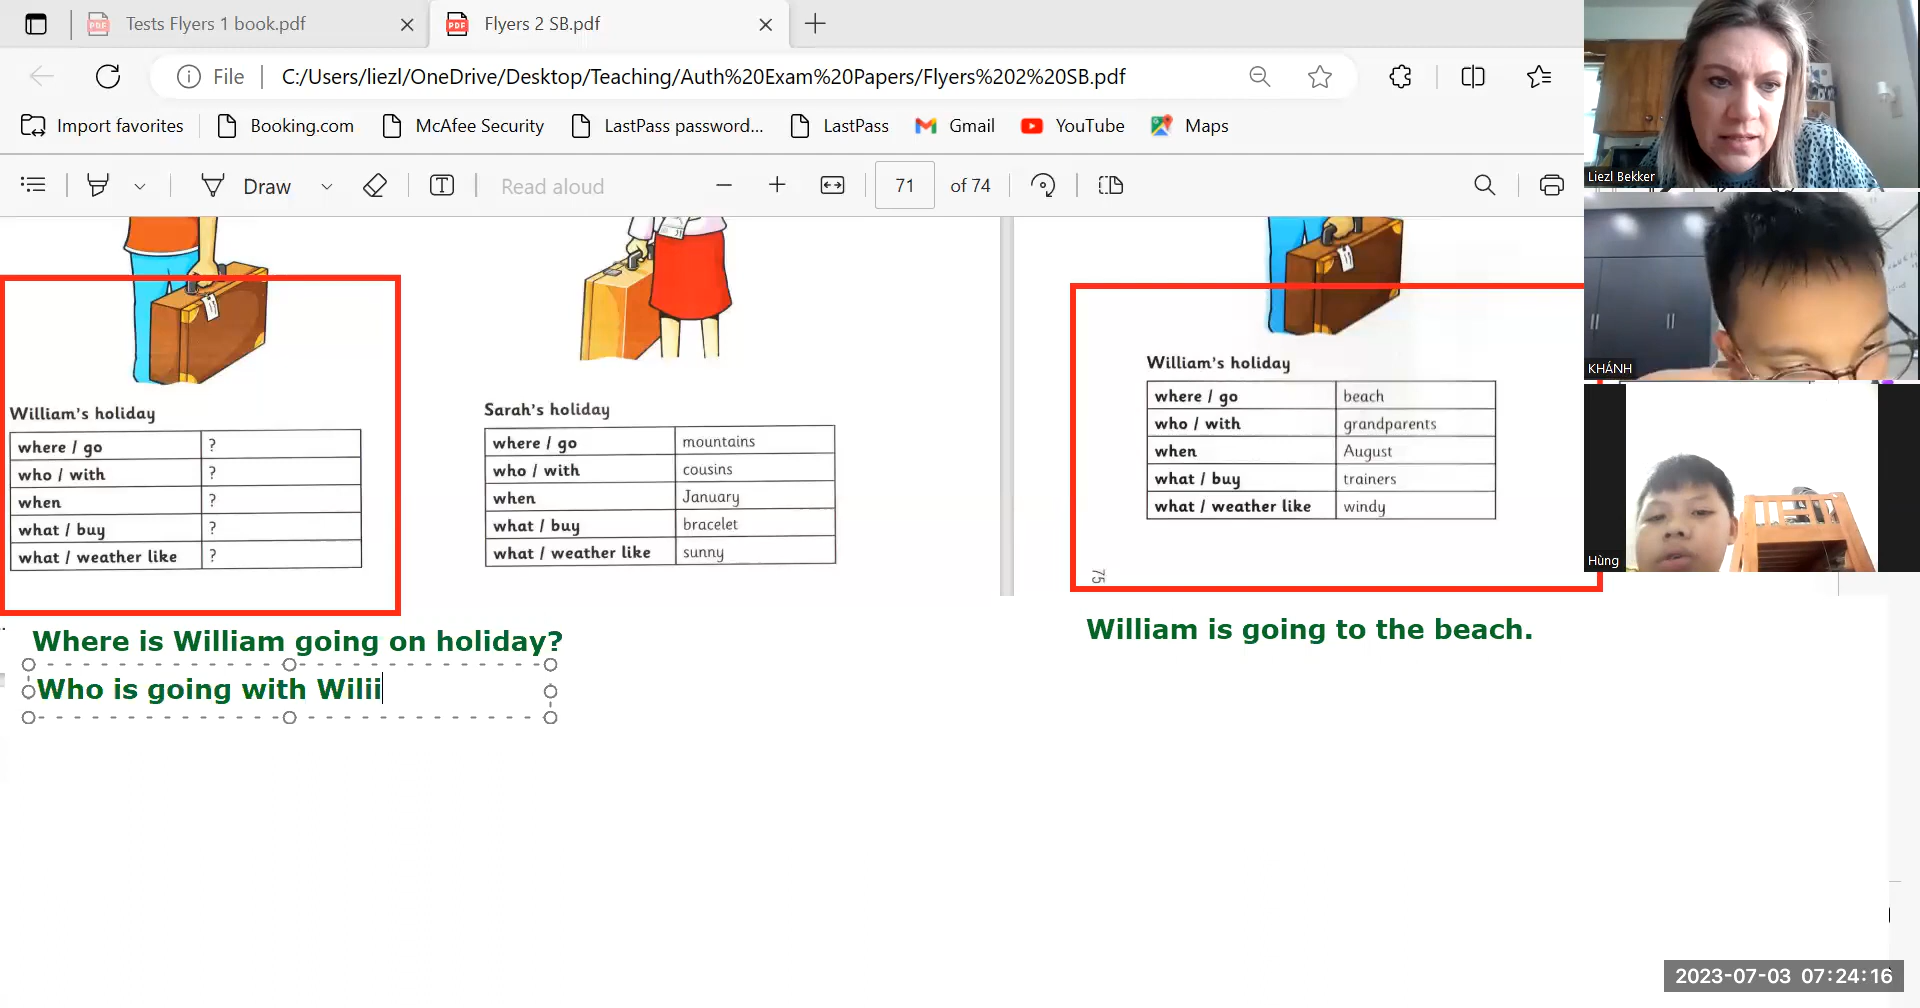 Tests Flyers 1 book.pdf
Flyers 2 SB.pdf
File
C:/Users/liezl/OneDrive/Desktop/Teaching/Auth%20Exam%20Papers/Flyers%202%20SB.pdf
Import favorites
Booking.com
McAfee Security
LastPass password...
LastPass
Gmail
YouTube
Maps
Draw
Read aloud
71
of 74
William's holiday
where / go ?
who / with ?
when ?
what / buy ?
what / weather like ?
Sarah's holiday
where / go mountains
who / with cousins
when January
what / buy bracelet
what / weather like sunny
William's holiday
where / go beach
who / with grandparents
when August
what / buy trainers
what / weather like windy
75
Where is William going on holiday?
Who is going with Wilii
William is going to the beach.
Liezl Bekker
KHÁNH
Hùng
2023-07-03 07:24:16